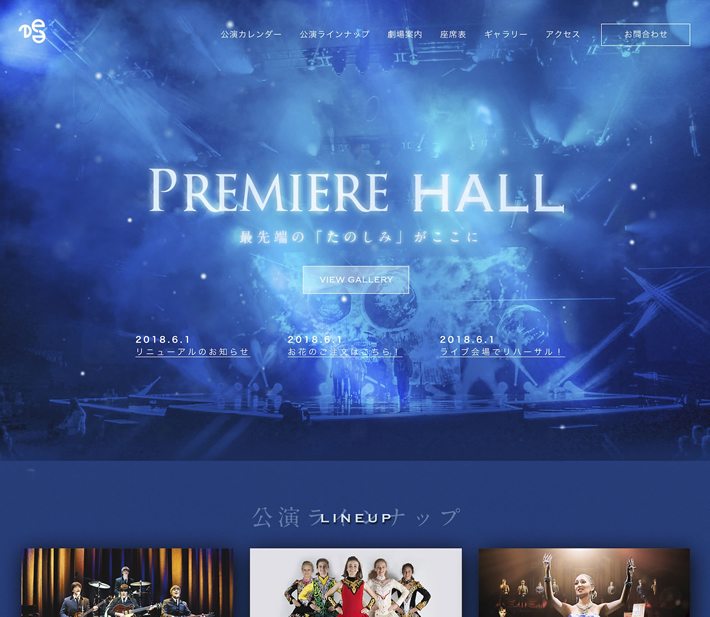 Des
公演カレンダー 公演ラインナップ 劇場案内 座席表 ギャラリー アクセス お問合わせ
PREMIERE HALL
最先端の「たのしみ」がここに
VIEW GALLERY
2018.6.1 2018.6.1 2018.6.1
リニューアルのお知らせ お花のご注文はこちら！ ライブ会場でリハーサル！
公演ラインナップ
LINEUP